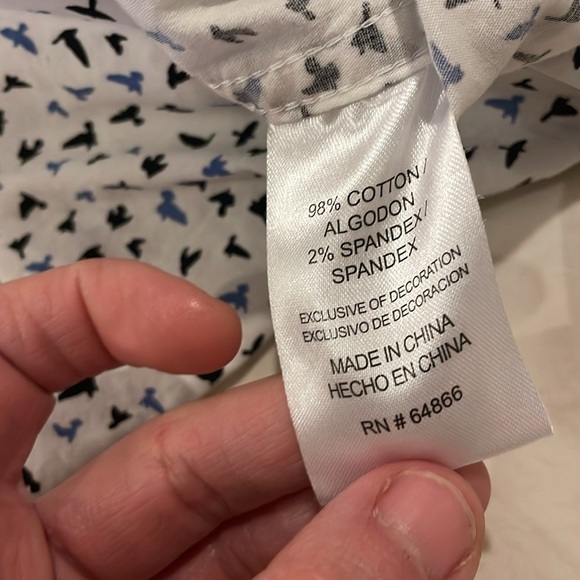 98% COTTON /
ALGODON
2% SPANDEX/
SPANDEX
EXCLUSIVE OF DECORATION
EXCLUSIVO DE DECORACION
MADE IN CHINA
HECHO EN CHINA
RN # 64866